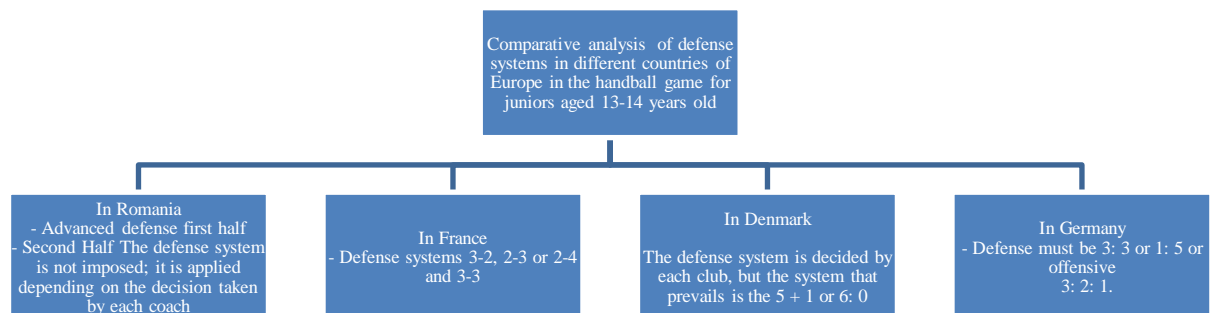 Comparative analysis of defense
systems in different countries of
Europe in the handball game for
juniors aged 13-14 years old
In Romania
- Advanced defense first half
- Second Half The defense system
is not imposed; it is applied
depending on the decision taken
by each coach
In France
- Defense systems 3-2, 2-3 or 2-4
and 3-3
In Denmark
The defense system is decided by
each club, but the system that
prevails is the 5 + 1 or 6: 0
In Germany
- Defense must be 3: 3 or 1: 5 or
offensive
3: 2: 1.